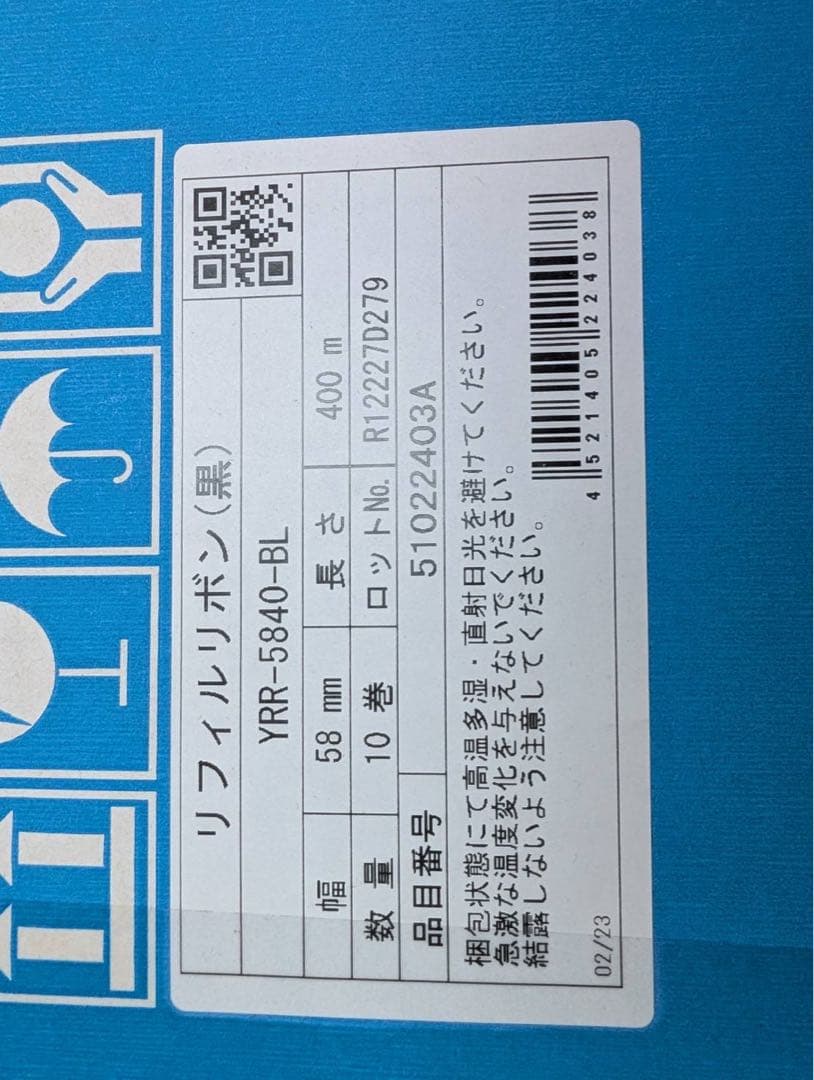 リフィルリボン(黒)
YRR-5840-BL
幅 58 mm 長さ 400 m
数量 10 巻 ロットNo. R12227D279
品目番号 51022403A
梱包状態にて高温多湿・直射日光を避けてください。
急激な温度変化を与えないでください。
結露しないよう注意してください。
4 521405 224038
02/23